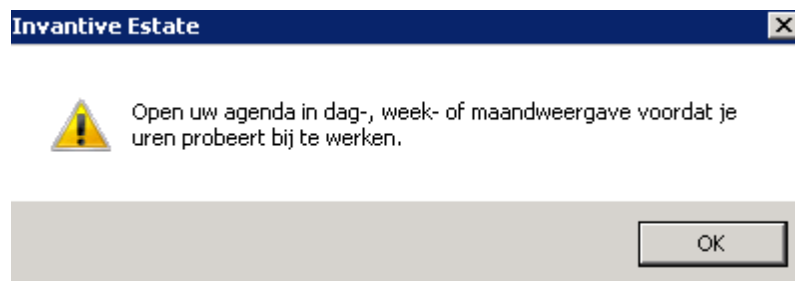 Invantive Estate
Open uw agenda in dag-, week- of maandweergave voordat je
uren probeert bij te werken.
OK